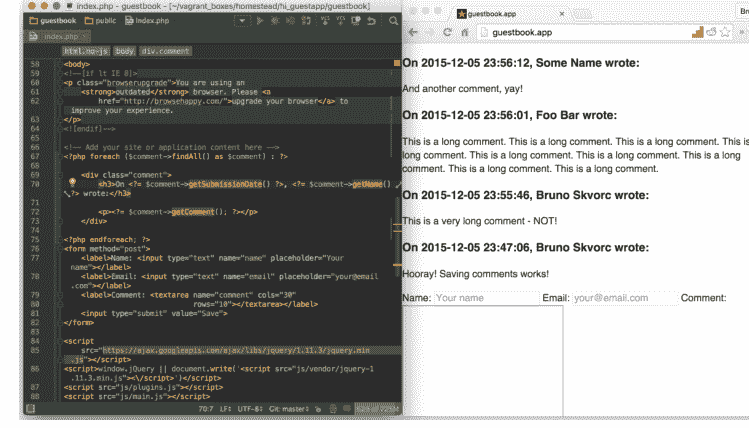 index.php - guestbook - [~/vagrant_boxes/homestead/hi_guestapp/guestbook]
guestbook public index.php
index.php
html.no-js body div.comment
58 <body>
59 <!--[if lt IE 8]>
60 <p class="browserupgrade">You are using an
61 <strong>outdated</strong> browser. Please <a
62 href="http://browsehappy.com/">upgrade your browser</a> to
improve your experience.
63 </p>
64 <![endif]-->
65
66 <!-- Add your site or application content here -->
67 <?php foreach ($comment->findAll() as $comment) : ?>
68
69 <div class="comment">
70 <h3>On <?= $comment->getSubmissionDate() ?>, <?= $comment->getName()
?> wrote:</h3>
71
72 <p><?= $comment->getComment(); ?></p>
73 </div>
74
75 <?php endforeach; ?>
76 <form method="post">
77 <label>Name: <input type="text" name="name" placeholder="Your
name"></label>
78 <label>Email: <input type="text" name="email" placeholder="your@email
.com"></label>
79 <label>Comment: <textarea name="comment" cols="30"
80 rows="10"></textarea></label>
81 <input type="submit" value="Save">
82 </form>
83
84 <script
85 src="https://ajax.googleapis.com/ajax/libs/jquery/1.11.3/jquery.min
.js"></script>
86 <script>window.jQuery || document.write('<script src="js/vendor/jquery-1
.11.3.min.js"><\/script>')</script>
87 <script src="js/plugins.js"></script>
88 <script src="js/main.js"></script>
70:7 LF÷ UTF-8÷ Git: master÷
guestbook.app
Br
guestbook.app
On 2015-12-05 23:56:12, Some Name wrote:
And another comment, yay!
On 2015-12-05 23:56:01, Foo Bar wrote:
This is a long comment. This is a long comment. This is a long comment. This is
long comment. This is a long comment. This is a long comment. This is a long
comment. This is a long comment. This is a long comment.
On 2015-12-05 23:55:46, Bruno Skvorc wrote:
This is a very long comment - NOT!
On 2015-12-05 23:47:06, Bruno Skvorc wrote:
Hooray! Saving comments works!
Name: Your name Email: your@email.com Comment: